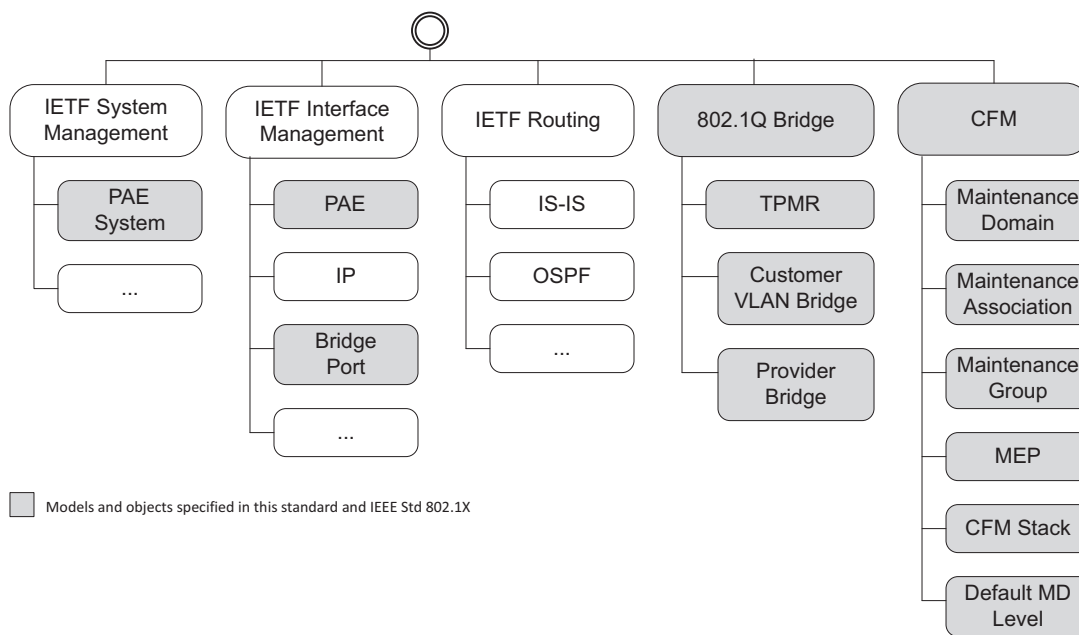 IETF System
Management
IETF Interface
Management
IETF Routing
802.1Q Bridge
CFM
PAE
System
...
PAE
IP
Bridge
Port
...
IS-IS
OSPF
...
TPMR
Customer
VLAN Bridge
Provider
Bridge
Maintenance
Domain
Maintenance
Association
Maintenance
Group
MEP
CFM Stack
Default MD
Level
Models and objects specified in this standard and IEEE Std 802.1X